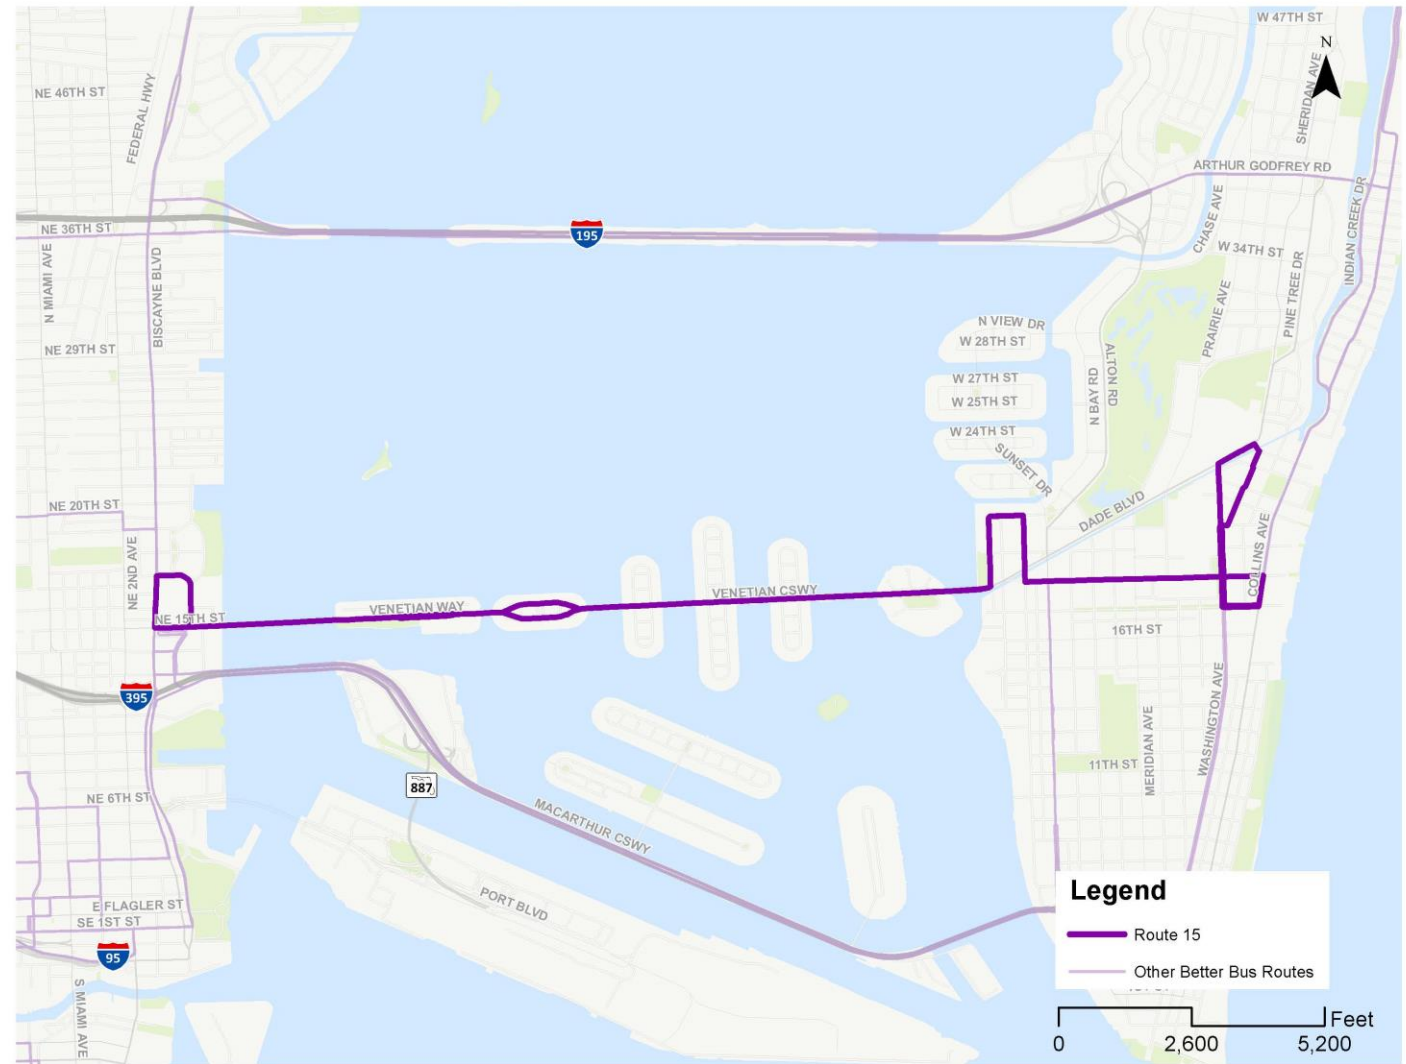 W 47TH ST
N
SHERIDAN AVE
NE 46TH ST
FEDERAL HWY
ARTHUR GODFREY RD
INDIAN CREEK DR
CHASE AVE
NE 36TH ST
195
W 34TH ST
N MIAMI AVE
BISCAYNE BLVD
PINE TREE DR
PRAIRIE AVE
N VIEW DR
W 28TH ST
NE 29TH ST
ALTON RD
N BAY RD
W 27TH ST
W 25TH ST
W 24TH ST
SUNSET DR
NE 20TH ST
DADE BLVD
COLLINS AVE
NE 2ND AVE
VENETIAN CSWY
VENETIAN WAY
NE 15TH ST
16TH ST
395
WASHINGTON AVE
MERIDIAN AVE
11TH ST
887
NE 6TH ST
MACARTHUR CSWY
PORT BLVD
E FLAGLER ST
SE 1ST ST
95
S MIAMI AVE
Legend
Route 15
Other Better Bus Routes
Feet
0 2,600 5,200